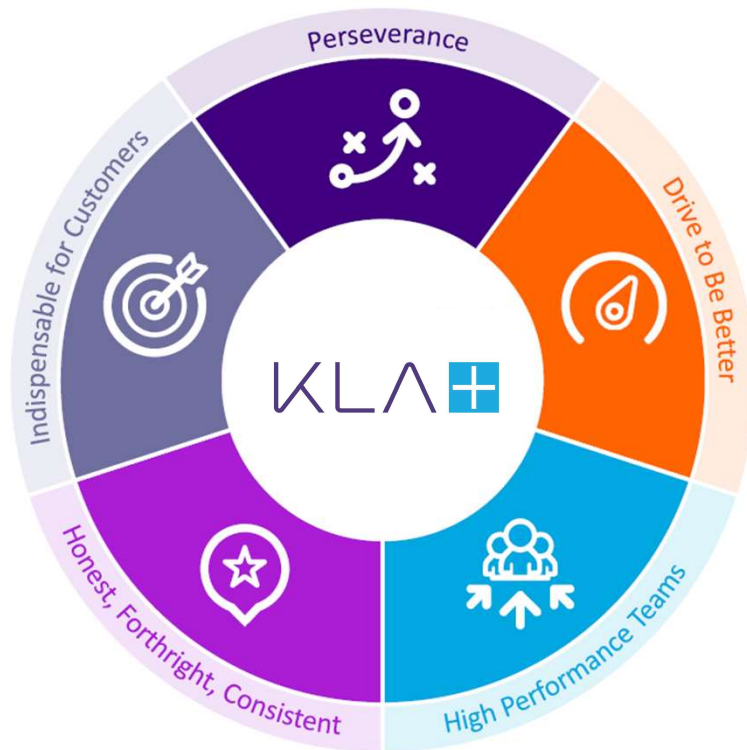 Perseverance
Drive to Be Better
High Performance Teams
Honest, Forthright, Consistent
Indispensable for Customers
KLA+